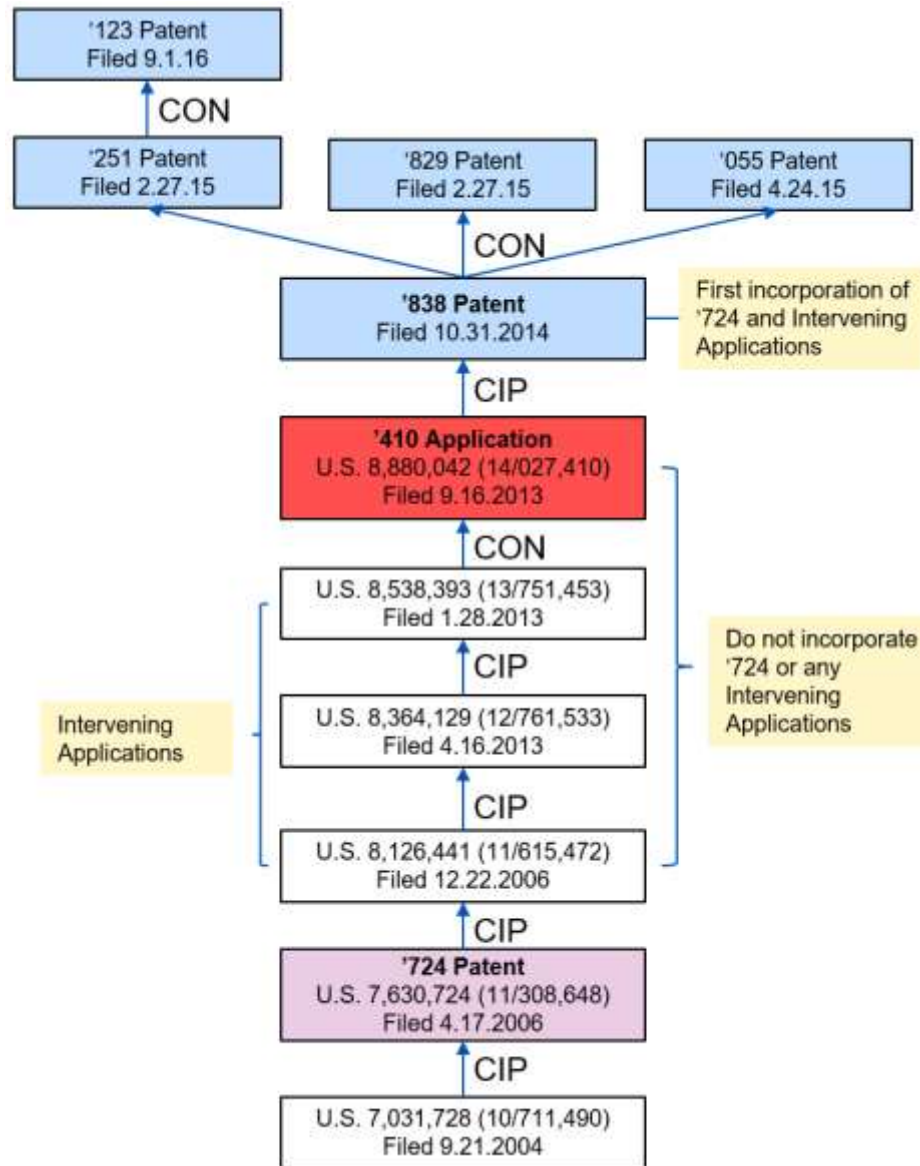 ‘123 Patent
Filed 9.1.16
CON
‘251 Patent
Filed 2.27.15
‘829 Patent
Filed 2.27.15
‘055 Patent
Filed 4.24.15
CON
’838 Patent
Filed 10.31.2014
First incorporation of
‘724 and Intervening
Applications
CIP
’410 Application
U.S. 8,880,042 (14/027,410)
Filed 9.16.2013
CON
U.S. 8,538,393 (13/751,453)
Filed 1.28.2013
CIP
Do not incorporate
‘724 or any
Intervening
Applications
Intervening
Applications
U.S. 8,364,129 (12/761,533)
Filed 4.16.2013
CIP
U.S. 8,126,441 (11/615,472)
Filed 12.22.2006
CIP
’724 Patent
U.S. 7,630,724 (11/308,648)
Filed 4.17.2006
CIP
U.S. 7,031,728 (10/711,490)
Filed 9.21.2004